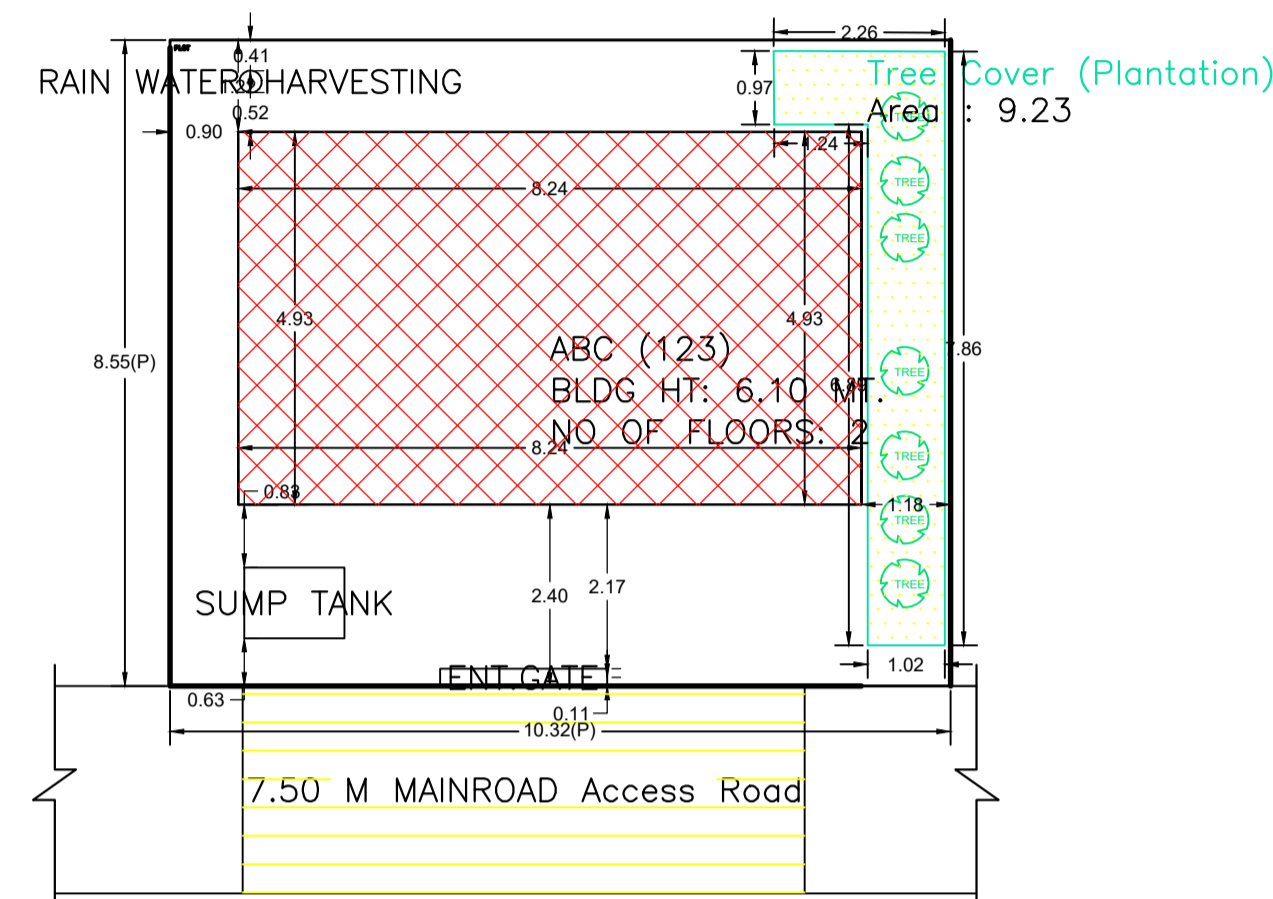 2.26
0.41
PLOT
RAIN WATER HARVESTING
Tree Cover (Plantation)
0.97
Area : 9.23
0.52
0.90
TREE
1.24
TREE
8.24
TREE
4.93
4.93
ABC (123)
7.86
8.55(P)
TREE
BLDG HT: 6.10 MT.
NO OF FLOORS: 2
8.24
TREE
0.83
1.18
TREE
TREE
2.40
2.17
SUMP TANK
1.02
ENT.GATE
0.63
0.11
10.32(P)
7.50 M MAINROAD Access Road